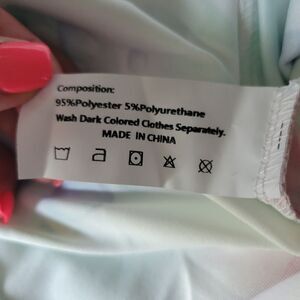 Composition:
95%Polyester 5%Polyurethane
Wash Dark Colored Clothes Separately.
MADE IN CHINA